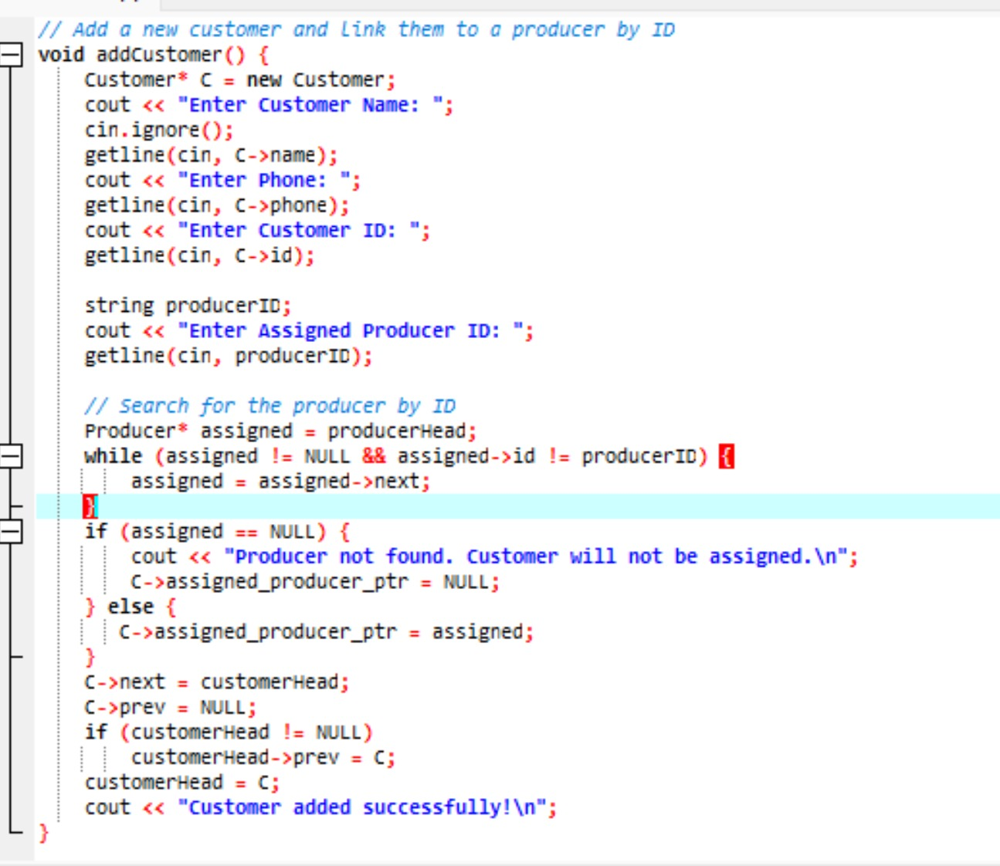 // Add a new customer and link them to a producer by ID
void addCustomer() {
    Customer* C = new Customer;
    cout << "Enter Customer Name: ";
    cin.ignore();
    getline(cin, C->name);
    cout << "Enter Phone: ";
    getline(cin, C->phone);
    cout << "Enter Customer ID: ";
    getline(cin, C->id);

    string producerID;
    cout << "Enter Assigned Producer ID: ";
    getline(cin, producerID);

    // Search for the producer by ID
    Producer* assigned = producerHead;
    while (assigned != NULL && assigned->id != producerID) {
        assigned = assigned->next;
    }
    if (assigned == NULL) {
        cout << "Producer not found. Customer will not be assigned.\n";
        C->assigned_producer_ptr = NULL;
    } else {
       C->assigned_producer_ptr = assigned;
    }
    C->next = customerHead;
    C->prev = NULL;
    if (customerHead != NULL)
        customerHead->prev = C;
    customerHead = C;
    cout << "Customer added successfully!\n";
}